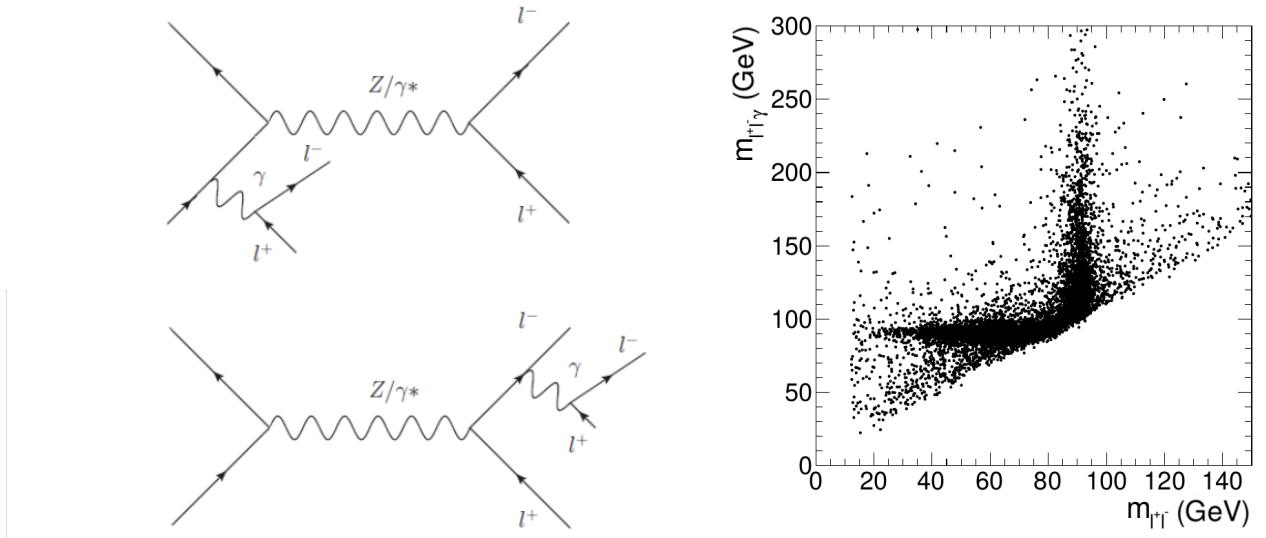 l⁻
Z/γ*
l⁻
γ
l⁺
l⁺
l⁻
l⁻
Z/γ*
γ
l⁺
l⁺
m_{l⁺l⁻γ} (GeV)
300
250
200
150
100
50
0
0 20 40 60 80 100 120 140
m_{l⁺l⁻} (GeV)